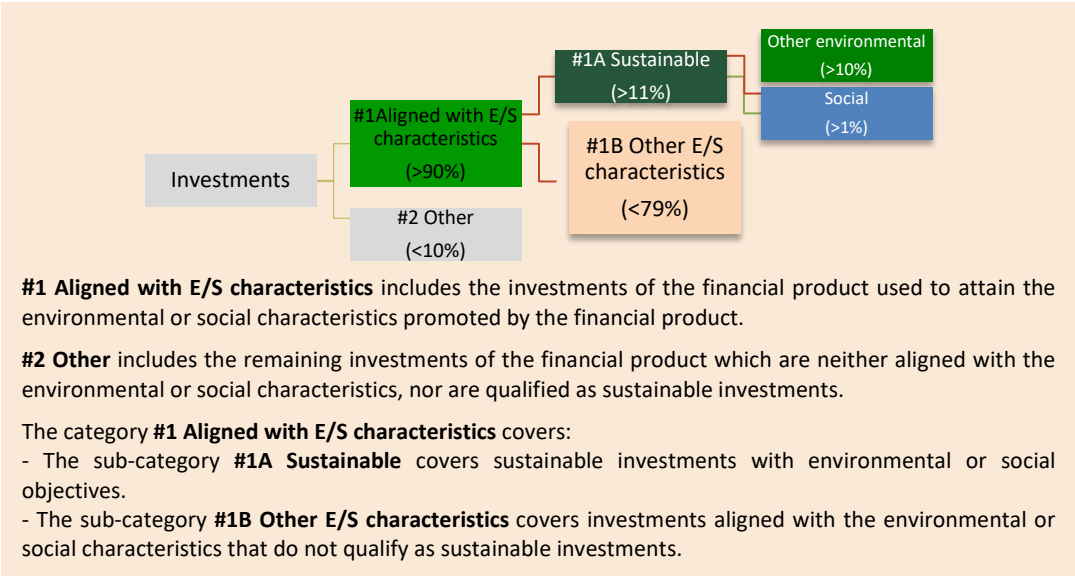 Investments
#1Aligned with E/S
characteristics
(>90%)
#2 Other
(<10%)
#1A Sustainable
(>11%)
#1B Other E/S
characteristics
(<79%)
Other environmental
(>10%)
Social
(>1%)
#1 Aligned with E/S characteristics includes the investments of the financial product used to attain the
environmental or social characteristics promoted by the financial product.
#2 Other includes the remaining investments of the financial product which are neither aligned with the
environmental or social characteristics, nor are qualified as sustainable investments.
The category #1 Aligned with E/S characteristics covers:
- The sub-category #1A Sustainable covers sustainable investments with environmental or social
objectives.
- The sub-category #1B Other E/S characteristics covers investments aligned with the environmental or
social characteristics that do not qualify as sustainable investments.